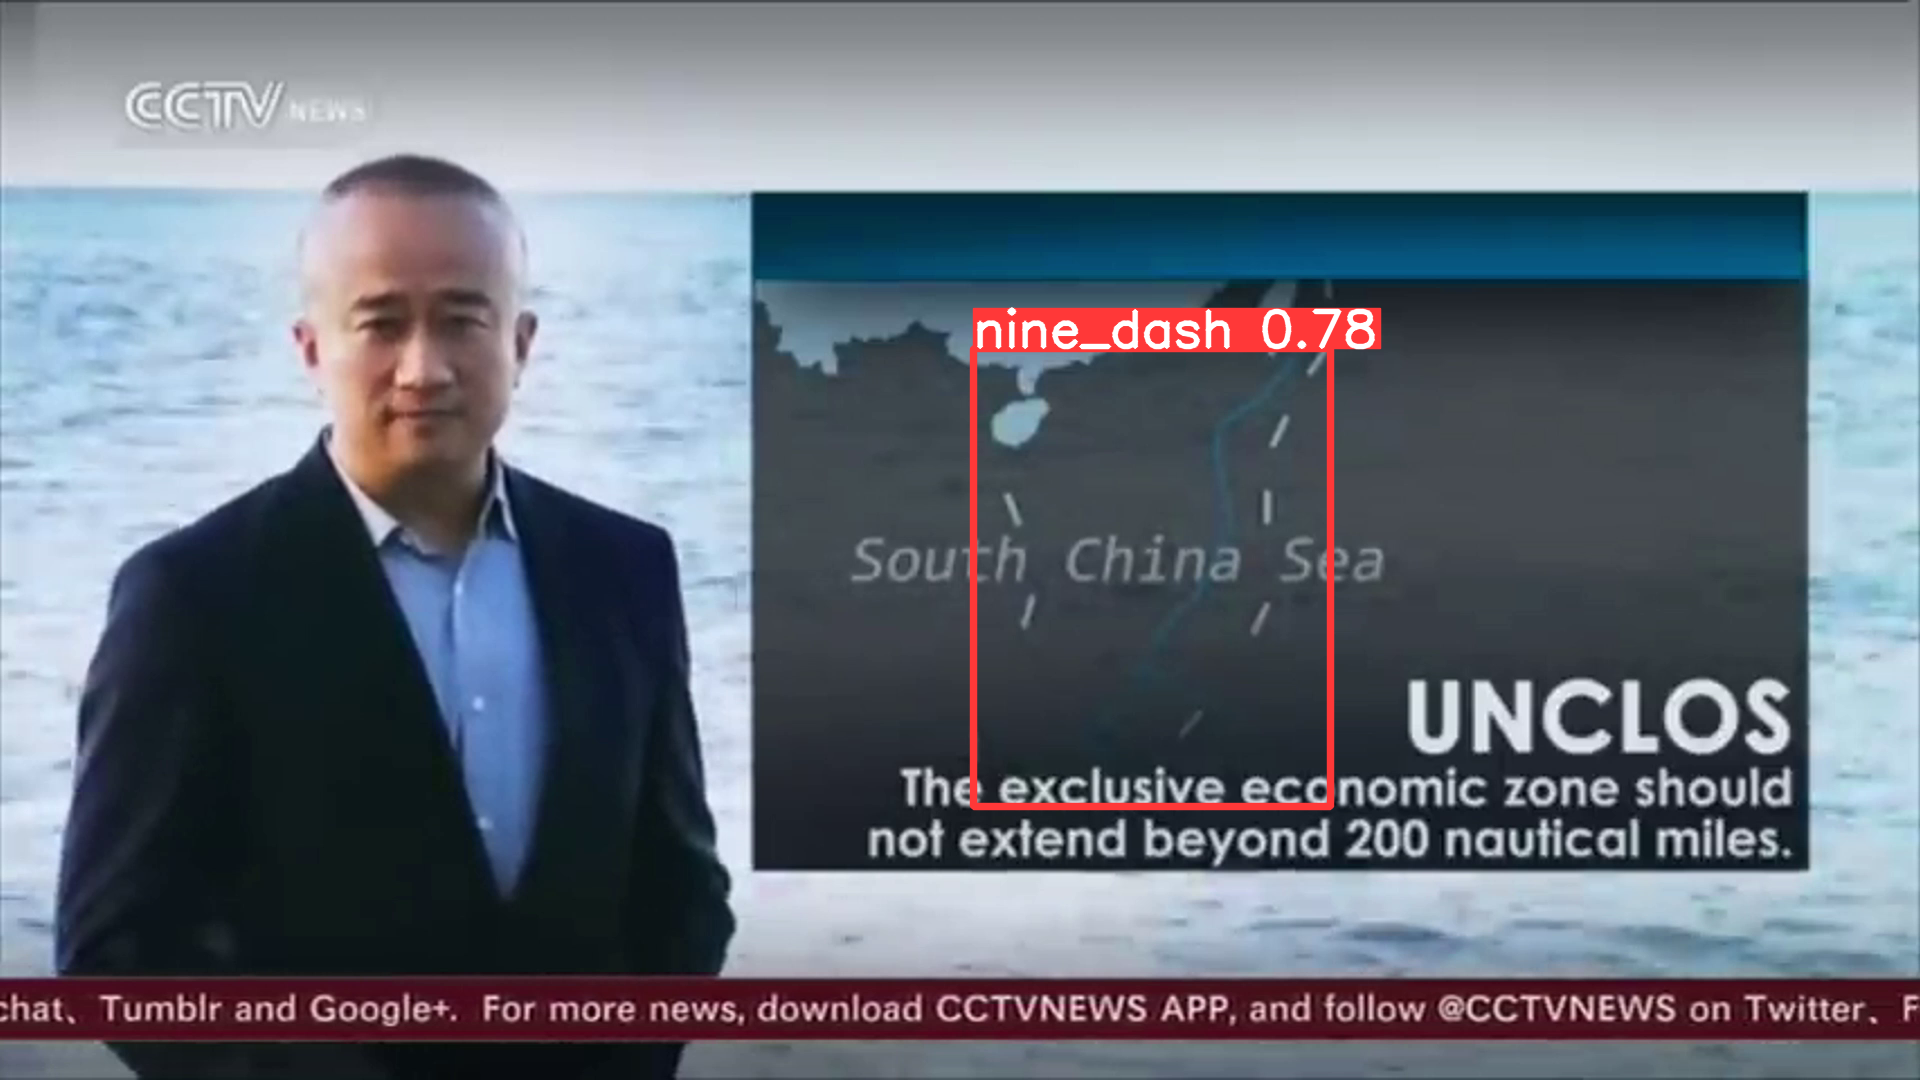 CCTV NEWS
nine_dash 0.78
South China Sea
UNCLOS
The exclusive economic zone should
not extend beyond 200 nautical miles.
chat、Tumblr and Google+. For more news, download CCTVNEWS APP, and follow @CCTVNEWS on Twitter、F